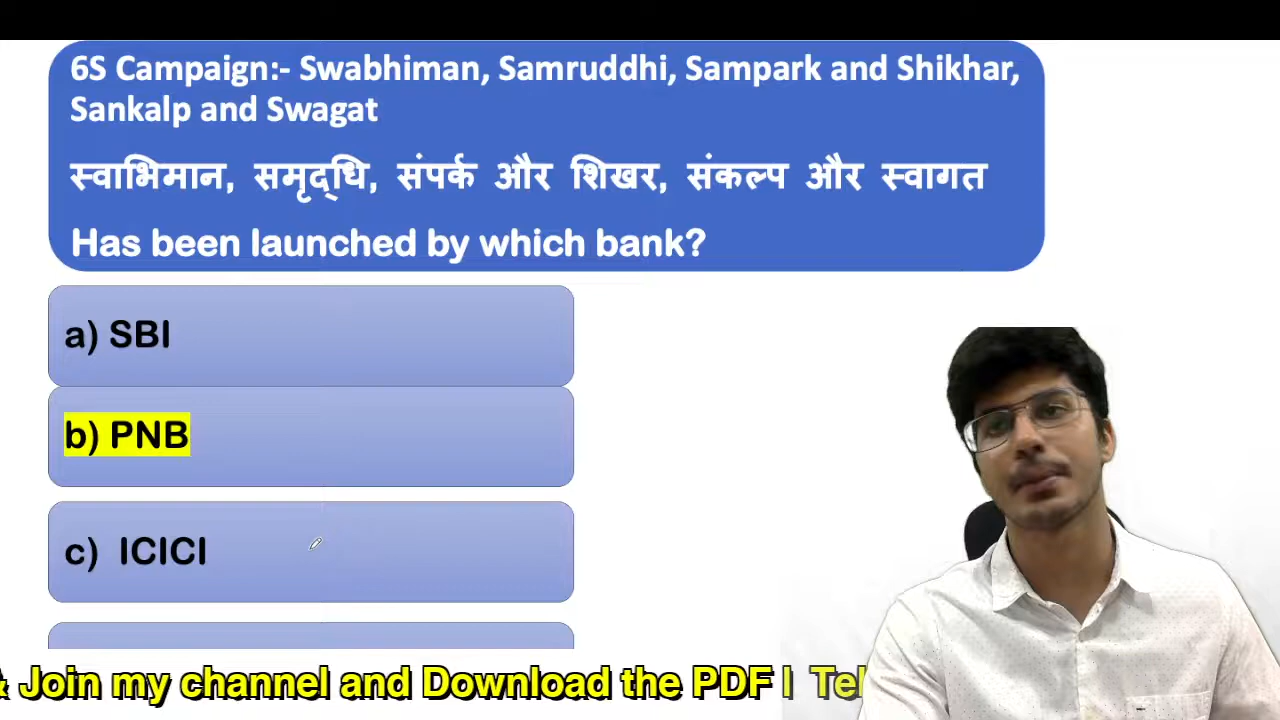 6S Campaign:- Swabhiman, Samruddhi, Sampark and Shikhar,
Sankalp and Swagat
स्वाभिमान, समृद्धि, संपर्क और शिखर, संकल्प और स्वागत
Has been launched by which bank?
a) SBI
b) PNB
c) ICICI
& Join my channel and Download the PDF l Tel